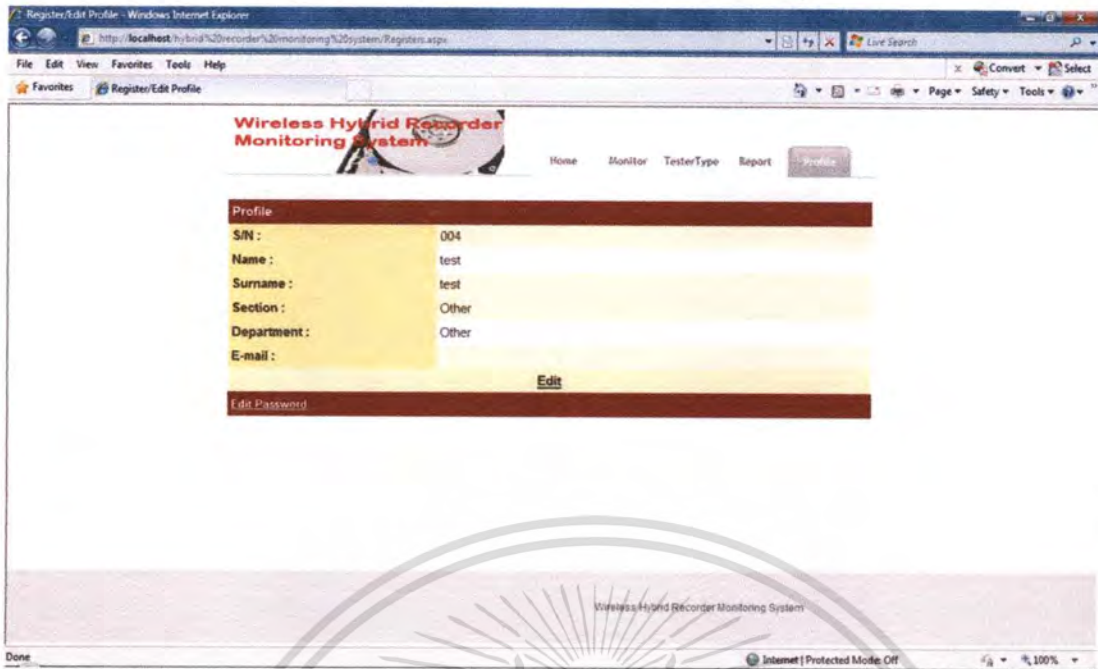 Register/Edit Profile - Windows Internet Explorer
http://localhost/hybrid%20recorder%20monitoring%20system/Registers.aspx
Live Search
File Edit View Favorites Tools Help
Convert Select
Favorites Register/Edit Profile
Page Safety Tools
Wireless Hybrid Recorder
Monitoring System
Home Monitor TesterType Report Profile
Profile
S/N : 004
Name : test
Surname : test
Section : Other
Department : Other
E-mail :
Edit
Edit Password
Wireless Hybrid Recorder Monitoring System
Done
Internet | Protected Mode: Off
100%